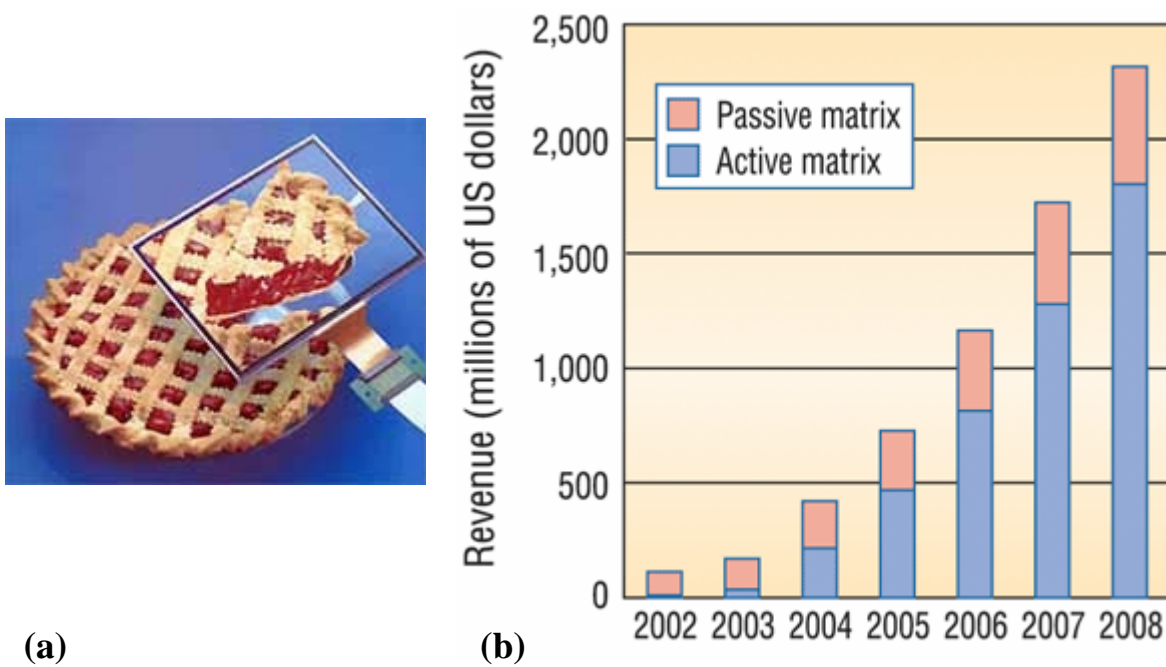 Revenue (millions of US dollars)
2,500
2,000
1,500
1,000
500
0
Passive matrix
Active matrix
2002 2003 2004 2005 2006 2007 2008
(a)
(b)